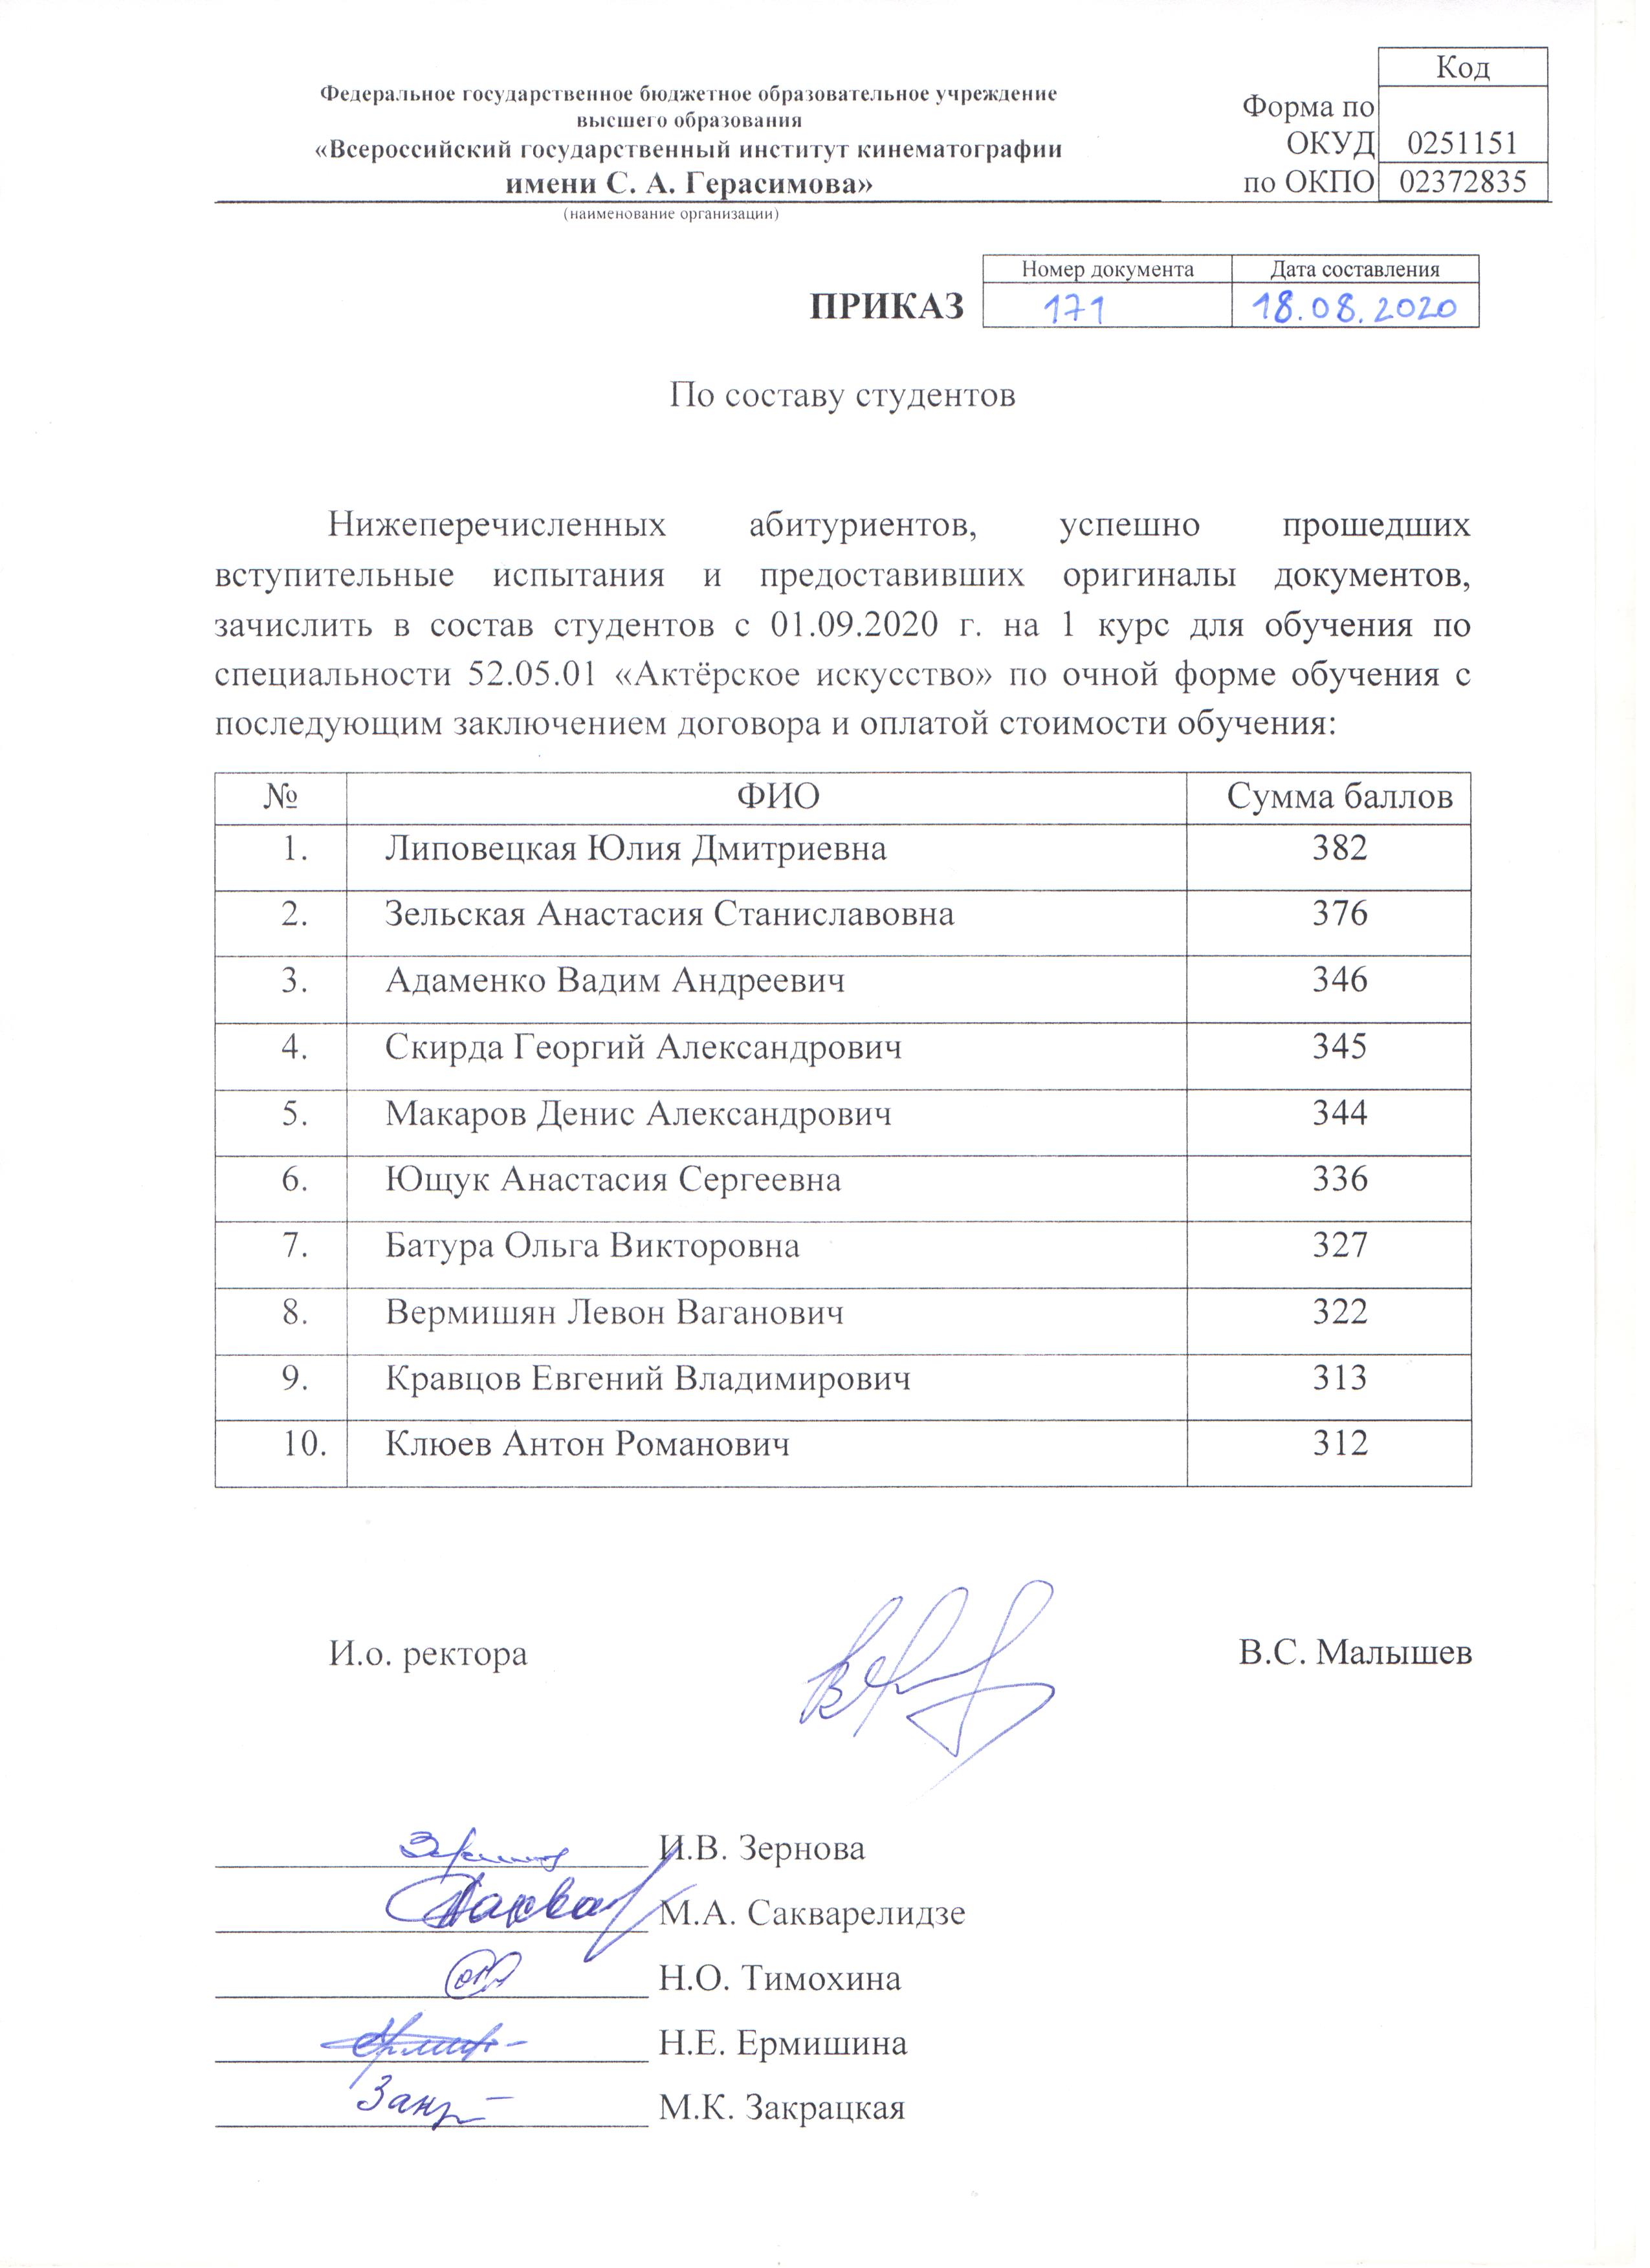 Код
Федеральное государственное бюджетное образовательное учреждение
высшего образования
«Всероссийский государственный институт кинематографии
имени С. А. Герасимова»
(наименование организации)
Форма по
ОКУД 0251151
по ОКПО 02372835
Номер документа Дата составления
ПРИКАЗ 171 18.08.2020
По составу студентов
Нижеперечисленных абитуриентов, успешно прошедших
вступительные испытания и предоставивших оригиналы документов,
зачислить в состав студентов с 01.09.2020 г. на 1 курс для обучения по
специальности 52.05.01 «Актёрское искусство» по очной форме обучения с
последующим заключением договора и оплатой стоимости обучения:
№ ФИО Сумма баллов
1. Липовецкая Юлия Дмитриевна 382
2. Зельская Анастасия Станиславовна 376
3. Адаменко Вадим Андреевич 346
4. Скирда Георгий Александрович 345
5. Макаров Денис Александрович 344
6. Ющук Анастасия Сергеевна 336
7. Батура Ольга Викторовна 327
8. Вермишян Левон Ваганович 322
9. Кравцов Евгений Владимирович 313
10. Клюев Антон Романович 312
И.о. ректора В.С. Малышев
И.В. Зернова
М.А. Сакварелидзе
Н.О. Тимохина
Н.Е. Ермишина
М.К. Закрацкая